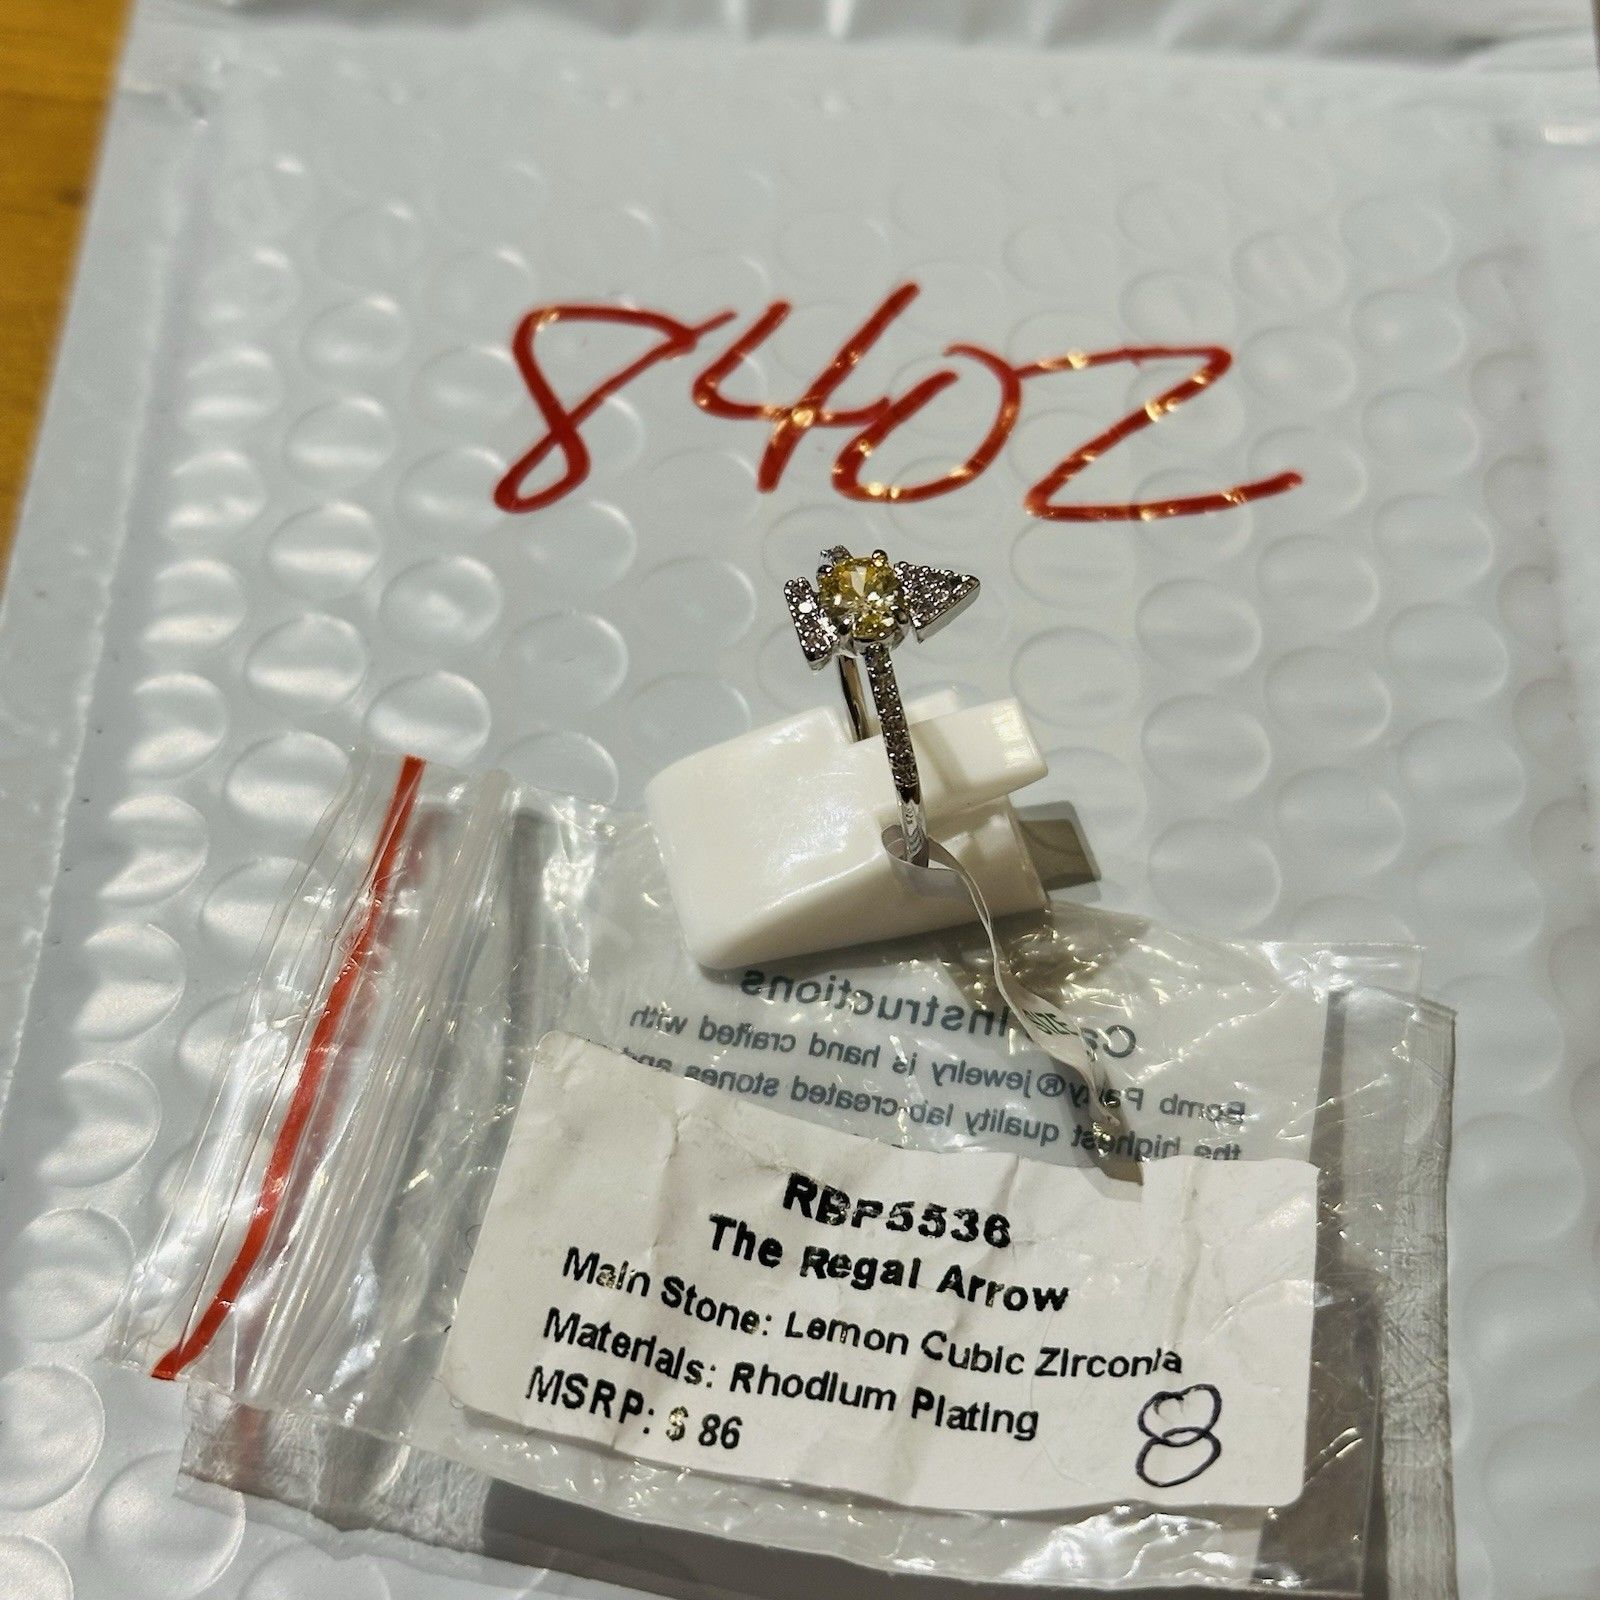 8402
SIZE
Care Instructions
Bomb Party® jewelry is hand crafted with
the highest quality lab created stones and
RBP5536
The Regal Arrow
Main Stone: Lemon Cubic Zirconia
Materials: Rhodium Plating
MSRP: $ 86
8